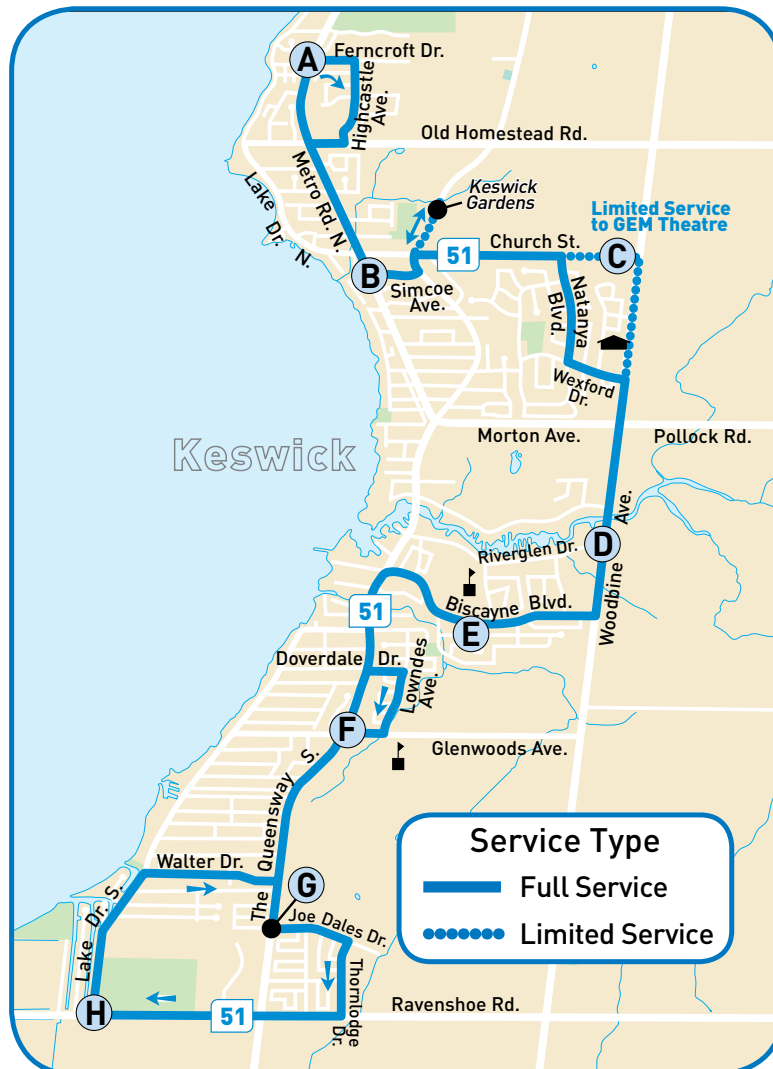 A
Ferncroft Dr.
Highcastle
Ave.
Old Homestead Rd.
Metro Rd. N.
Lake Dr. N.
Keswick
Gardens
Limited Service
to GEM Theatre
B
Simcoe
Ave.
51
Church St.
C
Natanya
Blvd.
Wexford
Dr.
Morton Ave.
Pollock Rd.
Keswick
Riverglen Dr.
D
Woodbine Ave.
51
Biscayne Blvd.
E
Doverdale Dr.
Lowndes
Ave.
F
Glenwoods Ave.
The Queensway S.
Walter Dr.
G
Joe Dales Dr.
Lake Dr. S.
Thornlodge
Dr.
H
51
Ravenshoe Rd.
Service Type
Full Service
Limited Service